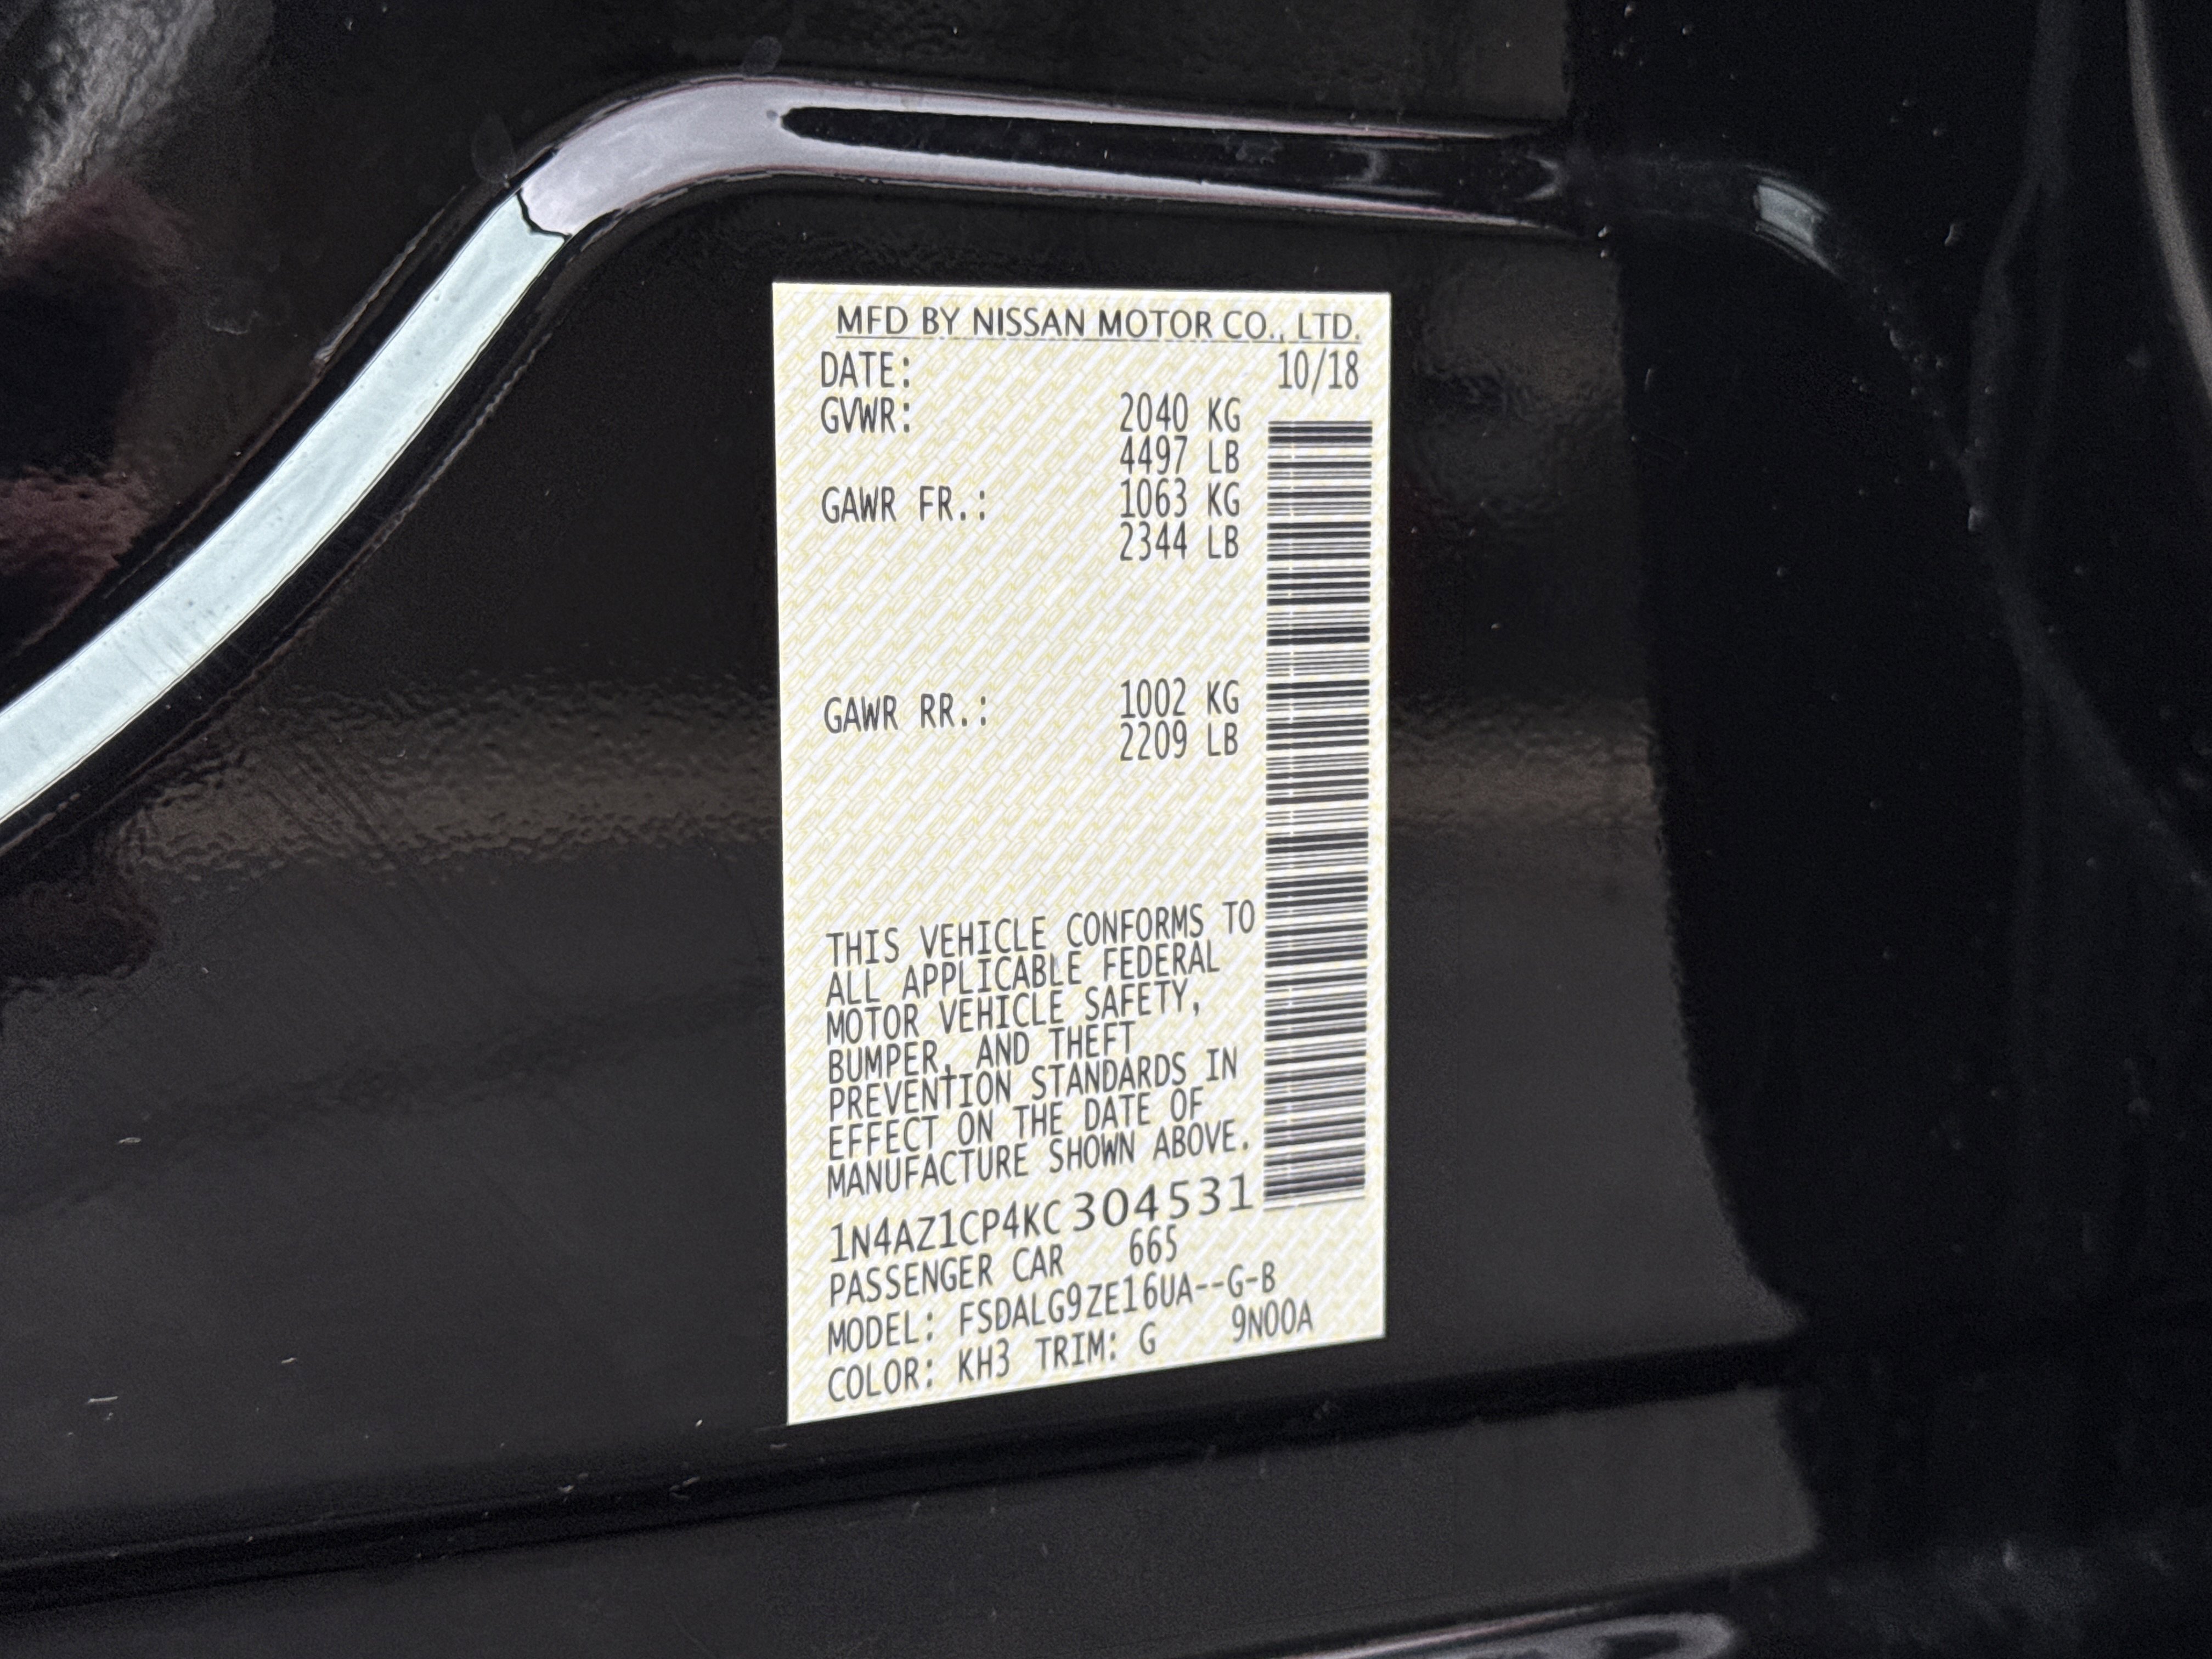 MFD BY NISSAN MOTOR CO., LTD.
DATE: 10/18
GVWR: 2040 KG
4497 LB
GAWR FR.: 1063 KG
2344 LB
GAWR RR.: 1002 KG
2209 LB
THIS VEHICLE CONFORMS TO
ALL APPLICABLE FEDERAL
MOTOR VEHICLE SAFETY,
BUMPER, AND THEFT
PREVENTION STANDARDS IN
EFFECT ON THE DATE OF
MANUFACTURE SHOWN ABOVE.
1N4AZ1CP4KC304531
PASSENGER CAR 665
MODEL: FSDALG9ZE16UA--G-B
COLOR: KH3 TRIM: G 9N00A